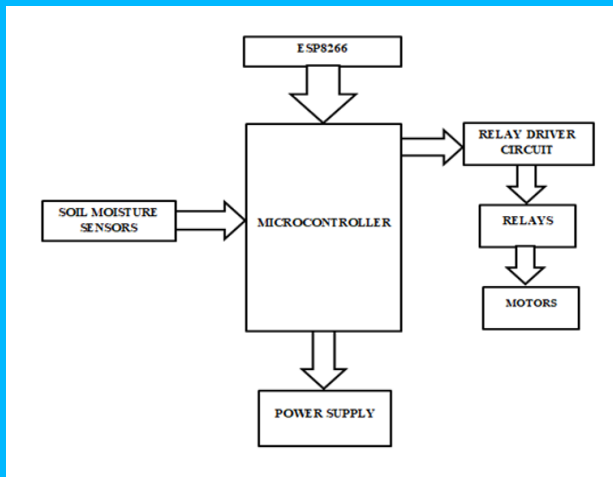 ESP8266
RELAY DRIVER
CIRCUIT
SOIL MOISTURE
SENSORS
MICROCONTROLLER
RELAYS
MOTORS
POWER SUPPLY